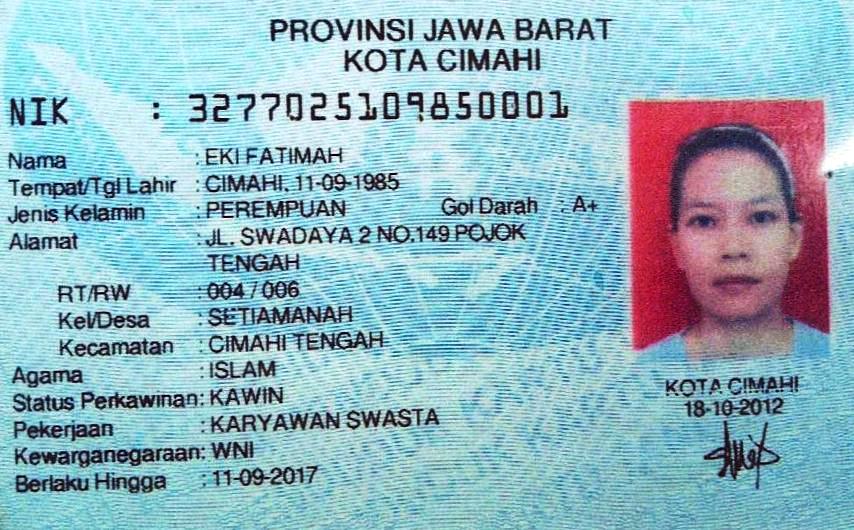 PROVINSI JAWA BARAT
KOTA CIMAHI
NIK : 3277025109850001
Nama : EKI FATIMAH
Tempat/Tgl Lahir : CIMAHI, 11-09-1985
Jenis Kelamin : PEREMPUAN Gol Darah : A+
Alamat : JL. SWADAYA 2 NO.149 POJOK
TENGAH
RT/RW : 004 / 006
Kel/Desa : SETIAMANAH
Kecamatan : CIMAHI TENGAH
Agama : ISLAM
Status Perkawinan: KAWIN
Pekerjaan : KARYAWAN SWASTA
Kewarganegaraan: WNI
Berlaku Hingga : 11-09-2017
KOTA CIMAHI
18-10-2012